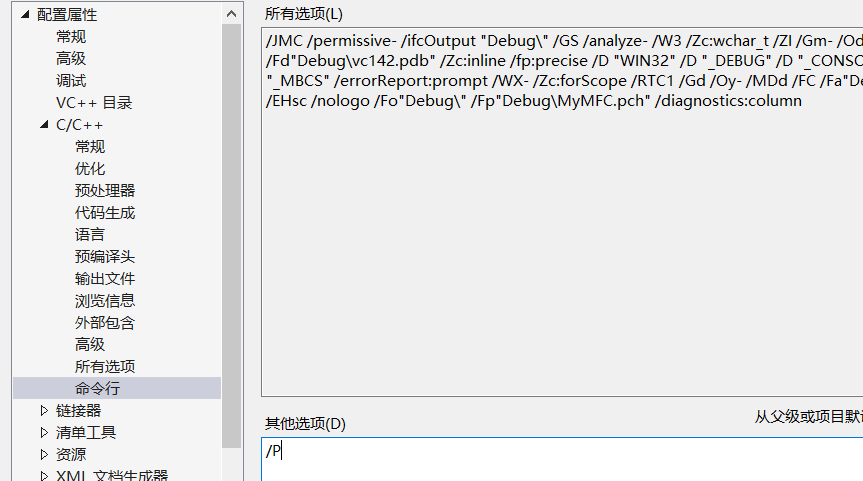 配置属性
常规
高级
调试
VC++ 目录
C/C++
常规
优化
预处理器
代码生成
语言
预编译头
输出文件
浏览信息
外部包含
高级
所有选项
命令行
链接器
清单工具
资源
XML 文档生成器
所有选项(L)
/JMC /permissive- /ifcOutput "Debug\" /GS /analyze- /W3 /Zc:wchar_t /ZI /Gm- /Od
/Fd"Debug\vc142.pdb" /Zc:inline /fp:precise /D "WIN32" /D "_DEBUG" /D "_CONSO
"_MBCS" /errorReport:prompt /WX- /Zc:forScope /RTC1 /Gd /Oy- /MDd /FC /Fa"De
/EHsc /nologo /Fo"Debug\" /Fp"Debug\MyMFC.pch" /diagnostics:column
其他选项(D)
从父级或项目默认
/P